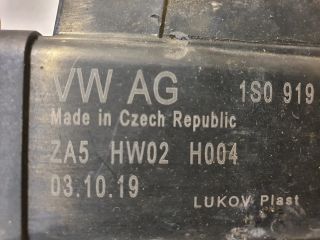 VW AG 1S0 919
Made in Czech Republic
ZA5 HW02 H004
03.10.19 LUKOV Plast